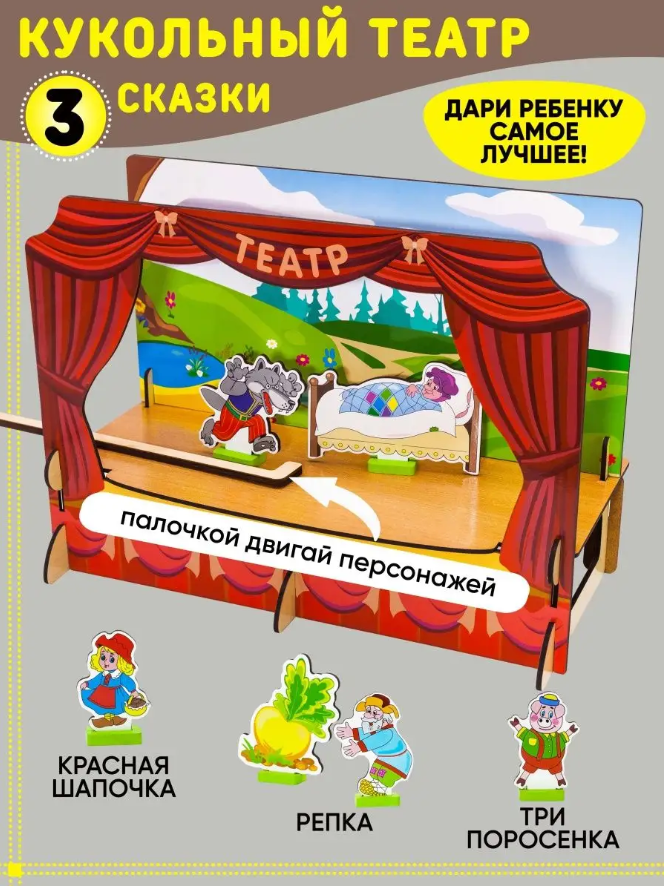 КУКОЛЬНЫЙ ТЕАТР
3 СКАЗКИ
ДАРИ РЕБЕНКУ
САМОЕ
ЛУЧШЕЕ!
ТЕАТР
палочкой двигай персонажей
КРАСНАЯ
ШАПОЧКА
РЕПКА
ТРИ
ПОРОСЕНКА